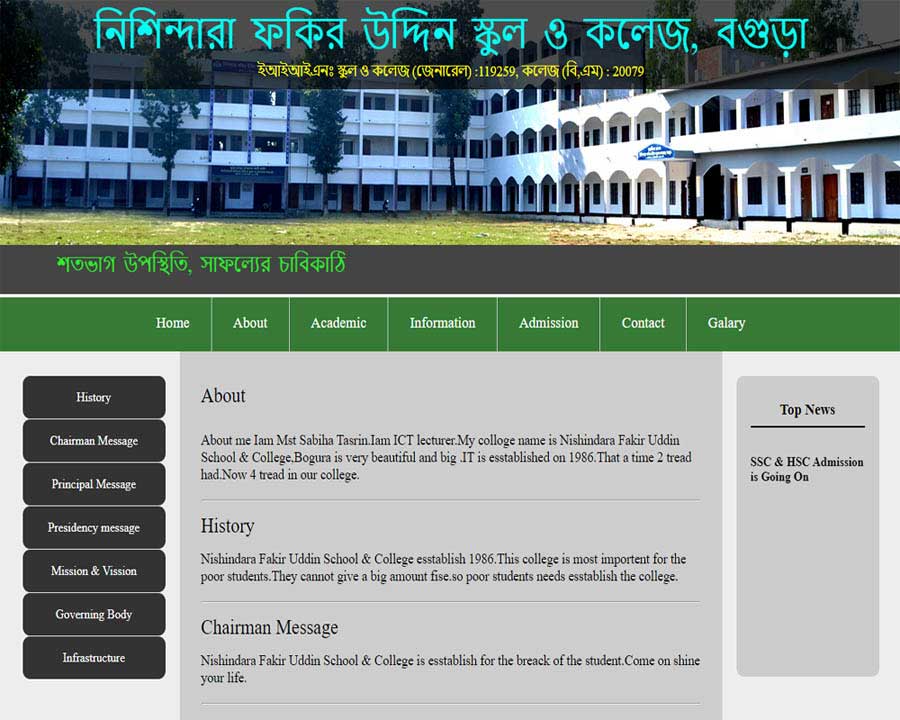 নিশিন্দারা ফকির উদ্দিন স্কুল ও কলেজ, বগুড়া
ইআইআইএনঃ স্কুল ও কলেজ (জেনারেল) :119259, কলেজ (বি,এম) : 20079
শতভাগ উপস্থিতি, সাফল্যের চাবিকাঠি
Home
About
Academic
Information
Admission
Contact
Galary
History
Chairman Message
Principal Message
Presidency message
Mission & Vission
Governing Body
Infrastructure
About
About me Iam Mst Sabiha Tasrin.Iam ICT lecturer.My colloge name is Nishindara Fakir Uddin
School & College,Bogura is very beautiful and big .IT is esstablished on 1986.That a time 2 tread
had.Now 4 tread in our college.
History
Nishindara Fakir Uddin School & College esstablish 1986.This college is most importent for the
poor students.They cannot give a big amount fise.so poor students needs esstablish the college.
Chairman Message
Nishindara Fakir Uddin School & College is esstablish for the breack of the student.Come on shine
your life.
Top News
SSC & HSC Admission
is Going On